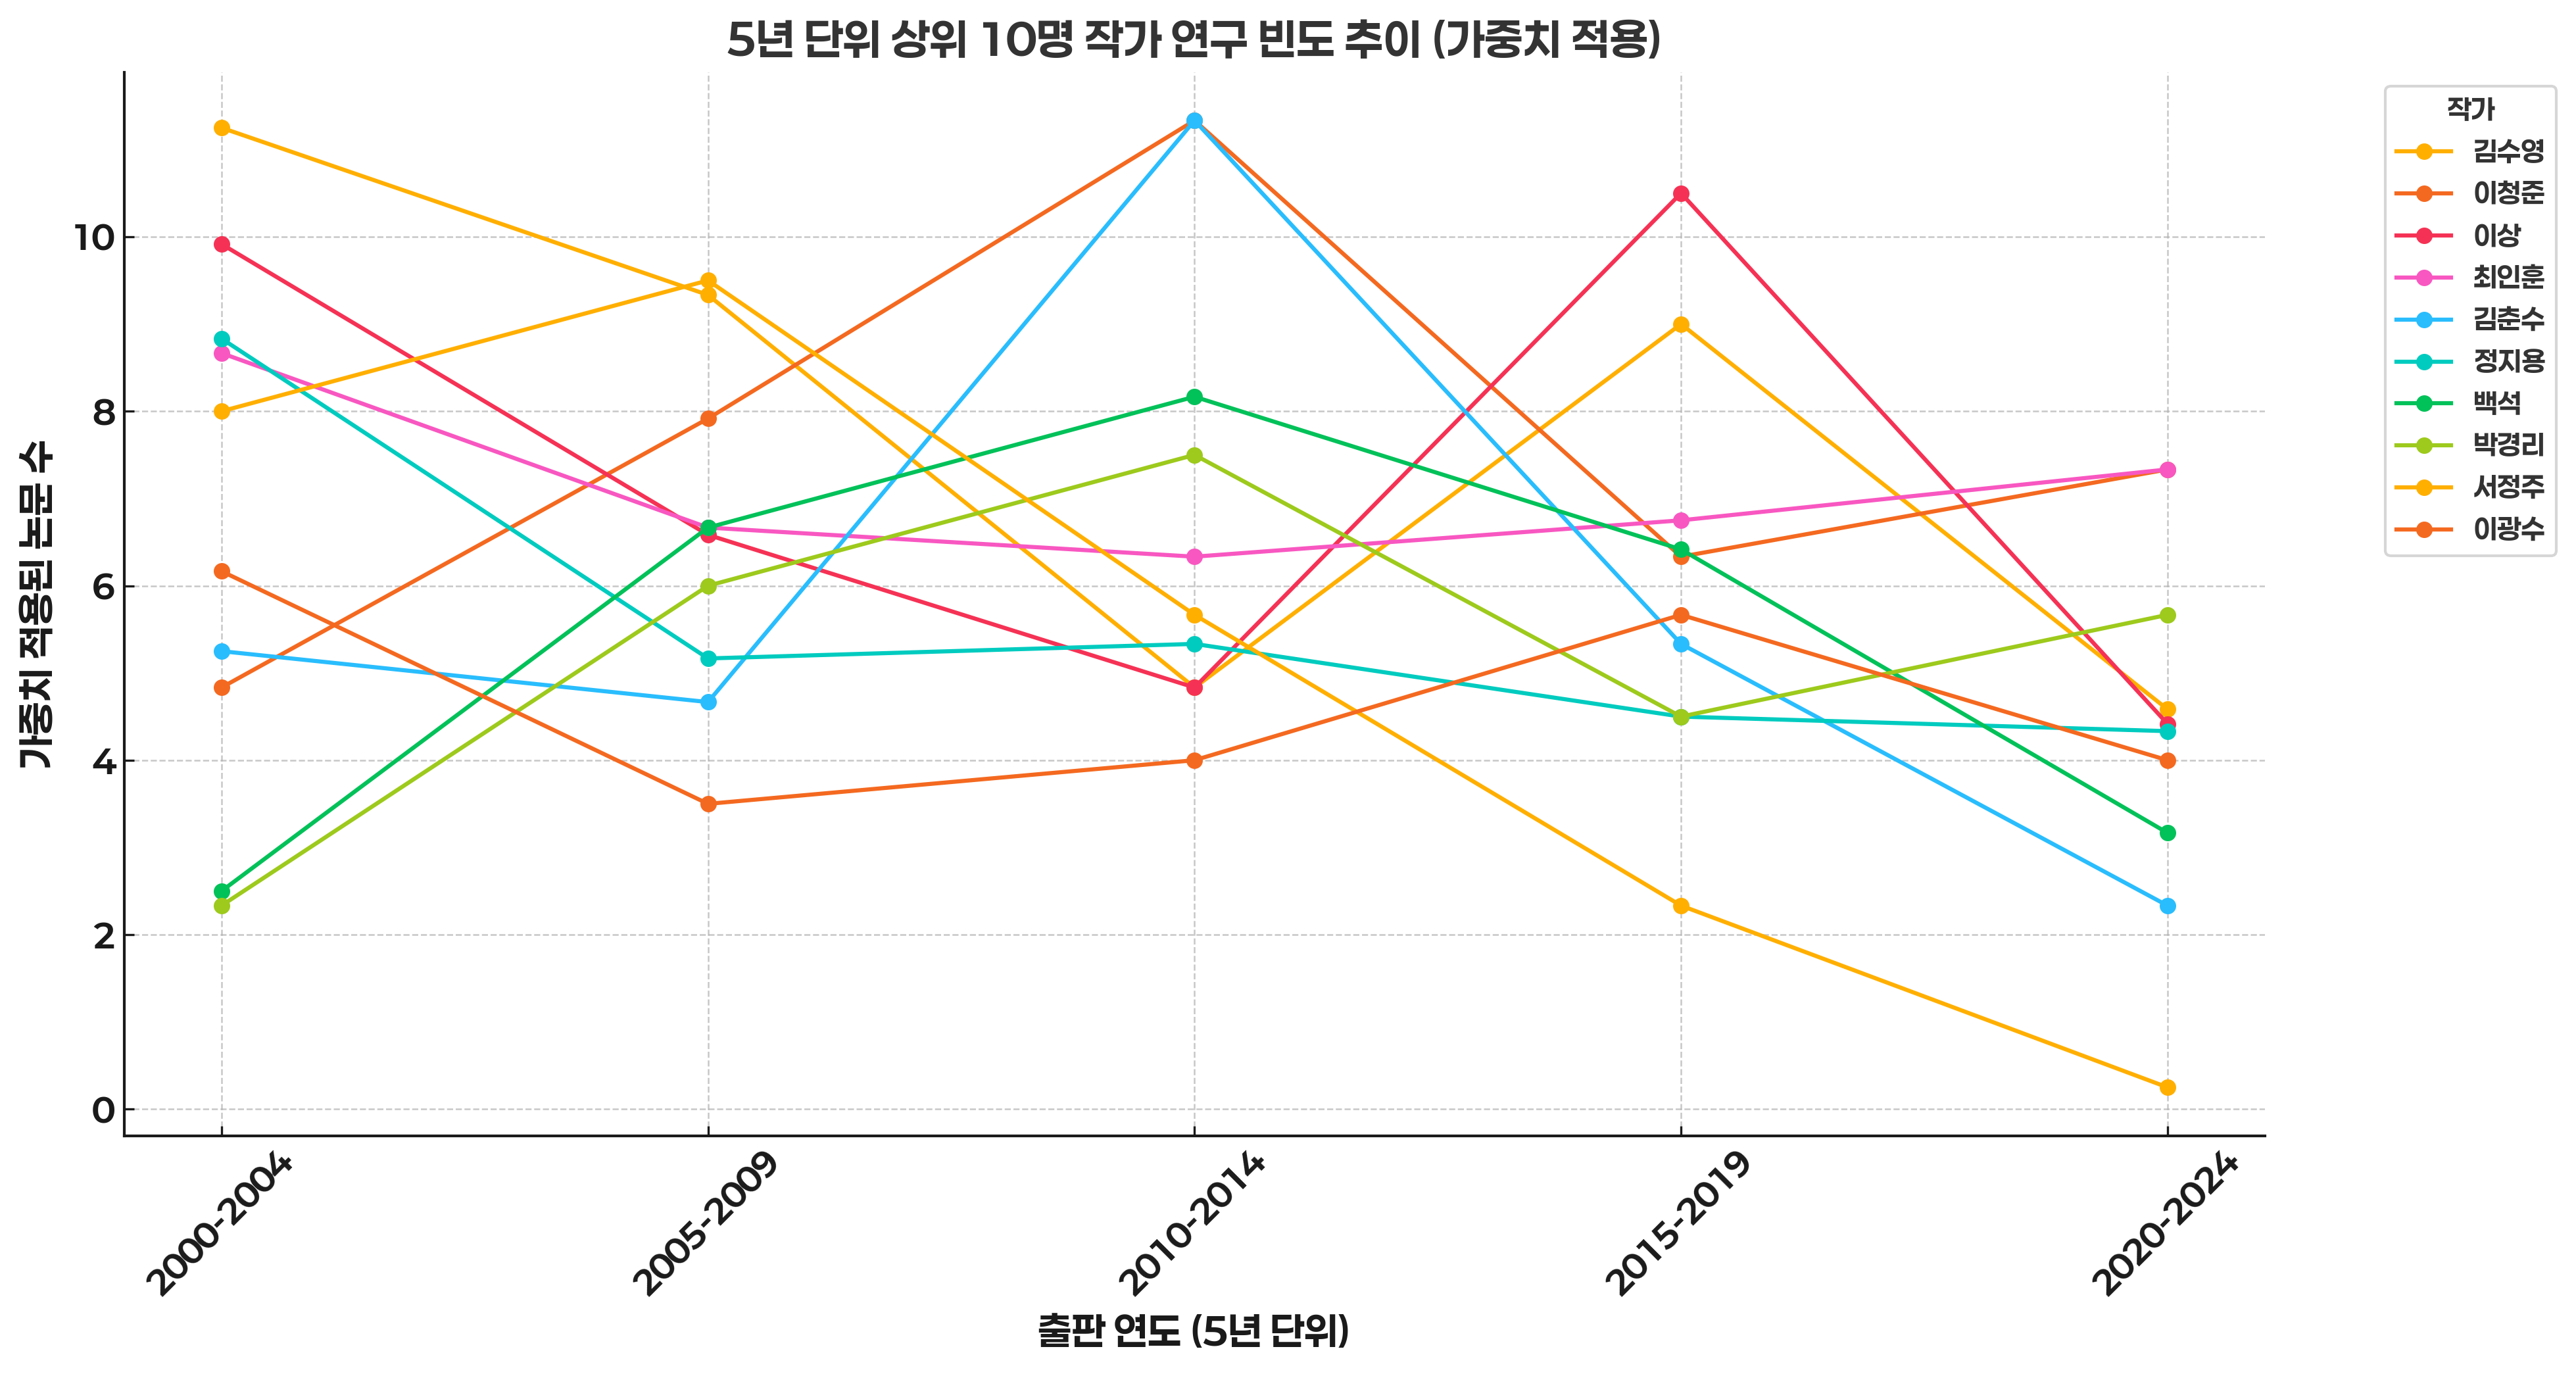 5년 단위 상위 10명 작가 연구 빈도 추이 (가중치 적용)
가중치 적용된 논문 수
10
8
6
4
2
0
2000-2004
2005-2009
2010-2014
2015-2019
2020-2024
출판 연도 (5년 단위)
작가
김수영
이청준
이상
최인훈
김춘수
정지용
백석
박경리
서정주
이광수